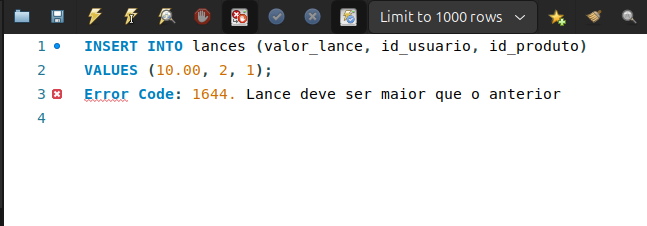 Limit to 1000 rows
1 INSERT INTO lances (valor_lance, id_usuario, id_produto)
2 VALUES (10.00, 2, 1);
3 Error Code: 1644. Lance deve ser maior que o anterior
4